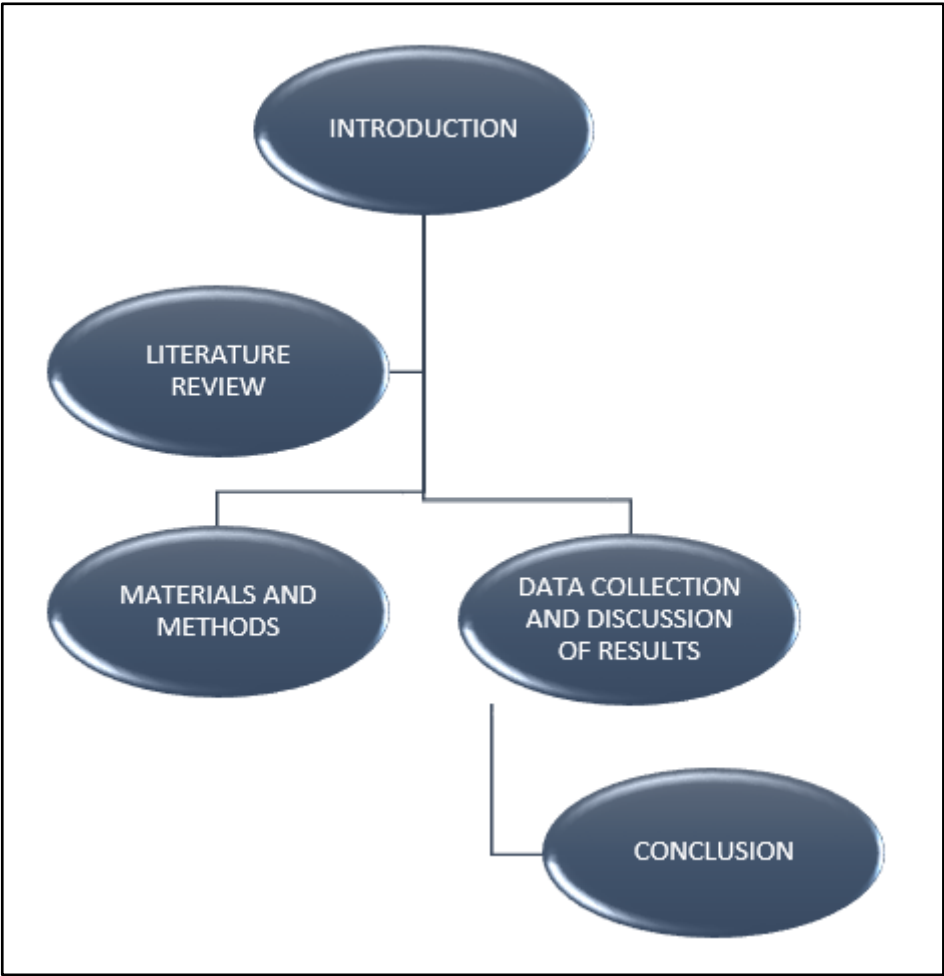 INTRODUCTION
LITERATURE
REVIEW
MATERIALS AND
METHODS
DATA COLLECTION
AND DISCUSSION
OF RESULTS
CONCLUSION